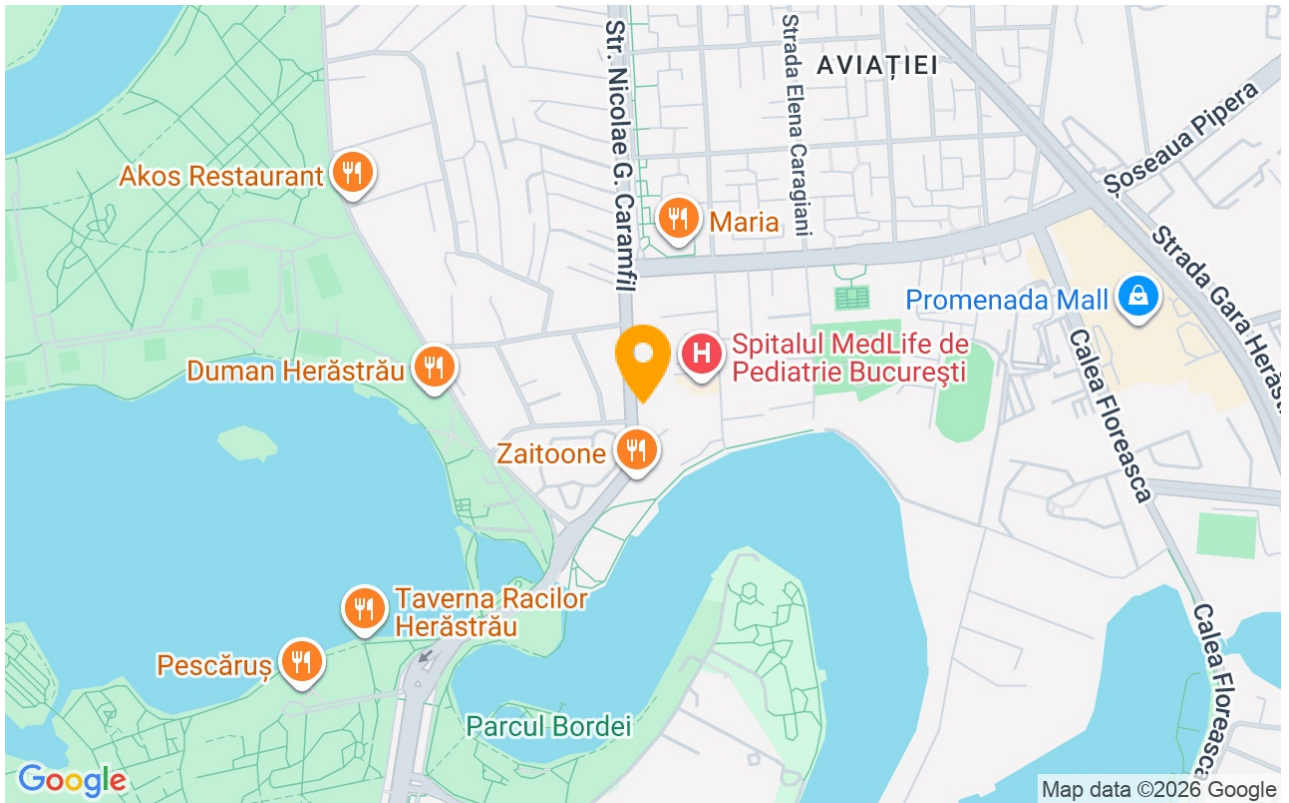 Str. Nicolae G. Caramfil
Strada Elena Caragiani
AVIAȚIEI
Șoseaua Pipera
Akos Restaurant
Maria
Strada Gara Herăs
Promenada Mall
Duman Herăstrău
H
Spitalul MedLife de
Pediatrie Bucureşti
Calea Floreasca
Zaitoone
Taverna Racilor
Herăstrău
Pescăruș
Calea Floreasca
Parcul Bordei
Google
Map data ©2026 Google